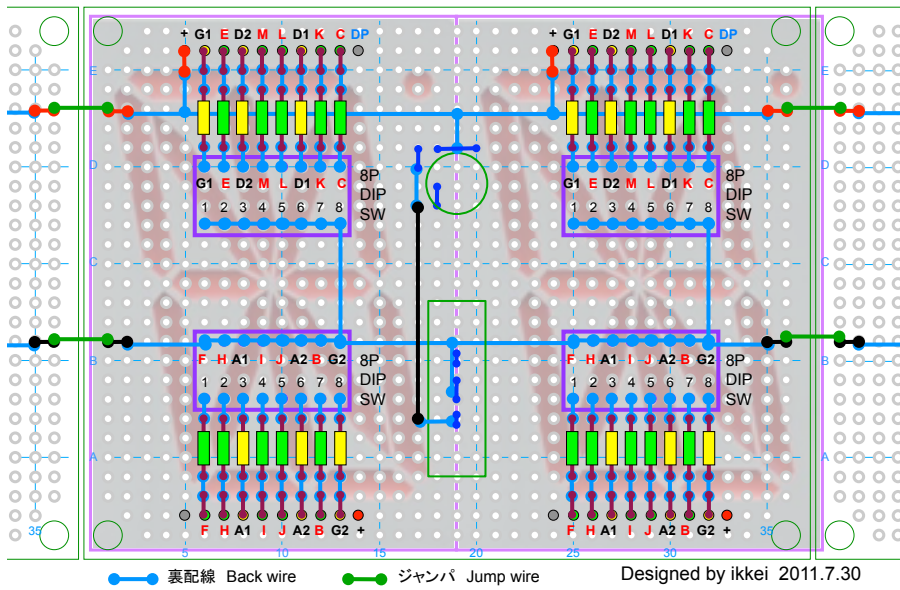 + G1 E D2 M L D1 K C DP + G1 E D2 M L D1 K C DP
E E
D D
G1 E D2 M L D1 K C 8P G1 E D2 M L D1 K C 8P
DIP DIP
1 2 3 4 5 6 7 8 SW 1 2 3 4 5 6 7 8 SW
C C
B B
F H A1 I J A2 B G2 8P F H A1 I J A2 B G2 8P
1 2 3 4 5 6 7 8 DIP 1 2 3 4 5 6 7 8 DIP
SW SW
A A
35 F H A1 I J A2 B G2 + F H A1 I J A2 B G2 + 35
5 10 15 20 25 30
裏配線 Back wire ジャンパ Jump wire Designed by ikkei 2011.7.30